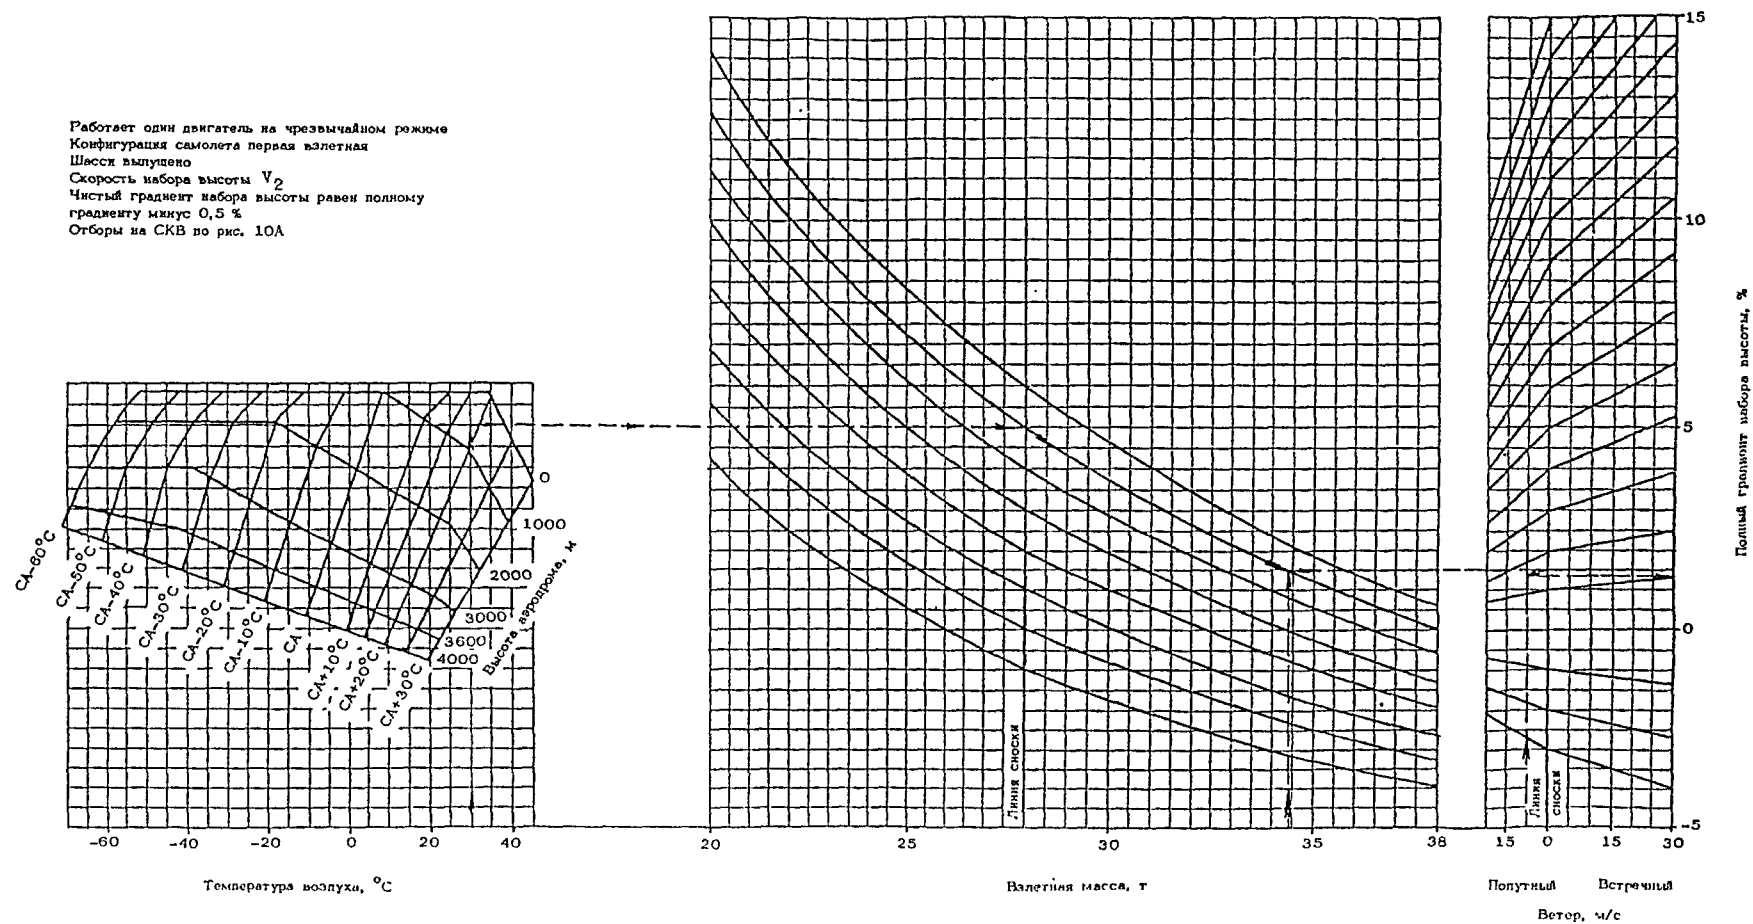 Работает один двигатель на чрезвычайном режиме
Конфигурация самолета первая взлетная
Шасси выпущено
Скорость набора высоты V2
Чистый градиент набора высоты равен полному
градиенту минус 0,5 %
Отборы на СКВ по рис. 10А
15
10
5
0
-5
Полный градиент набора высоты, %
0
1000
2000
3000
3600
4000
Высота аэродрома, м
СА-60°С
СА-50°С
СА-40°С
СА-30°С
СА-20°С
СА-10°С
СА
СА+10°С
СА+20°С
СА+30°С
Линия сноски
Линия
сноски
-60
-40
-20
0
20
40
20
25
30
35
38
15
0
15
30
Температура воздуха, °С
Взлетная масса, т
Попутный
Встречный
Ветер, м/с